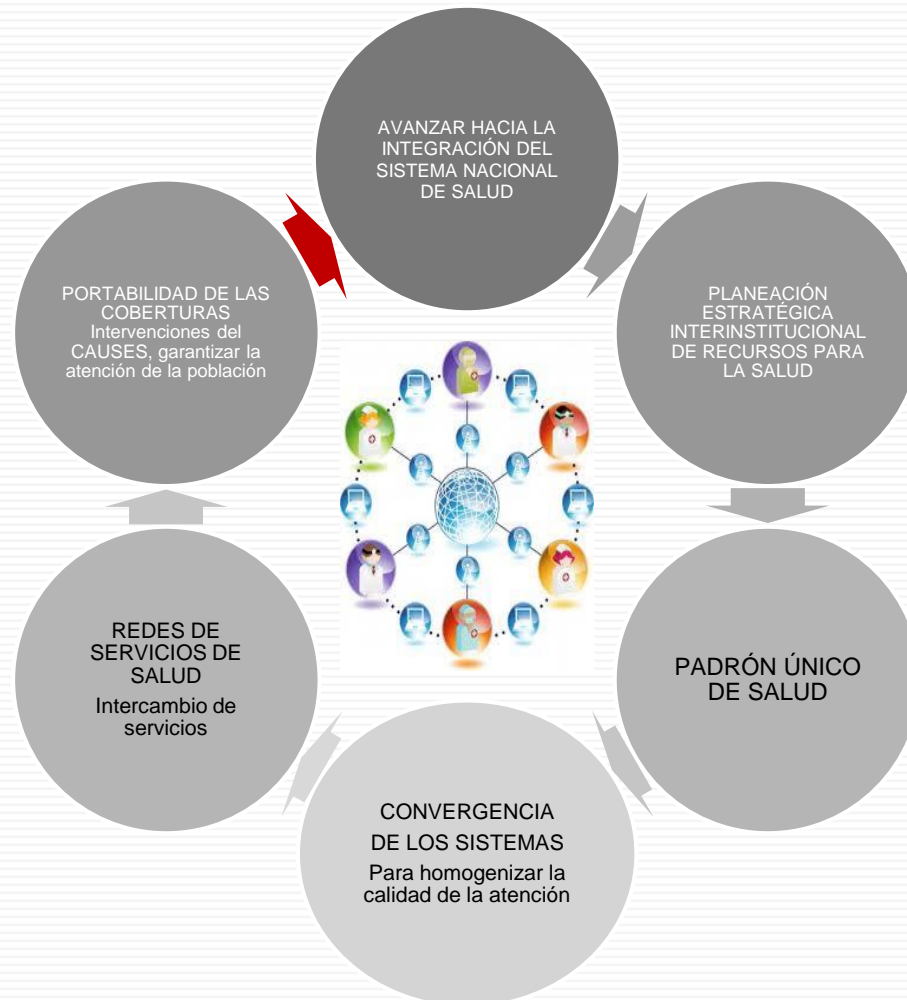 AVANZAR HACIA LA
INTEGRACIÓN DEL
SISTEMA NACIONAL
DE SALUD
PLANEACIÓN
ESTRATÉGICA
INTERINSTITUCIONAL
DE RECURSOS PARA
LA SALUD
PADRÓN ÚNICO
DE SALUD
CONVERGENCIA
DE LOS SISTEMAS
Para homogenizar la
calidad de la atención
REDES DE
SERVICIOS DE
SALUD
Intercambio de
servicios
PORTABILIDAD DE LAS
COBERTURAS
Intervenciones del
CAUSES, garantizar la
atención de la población